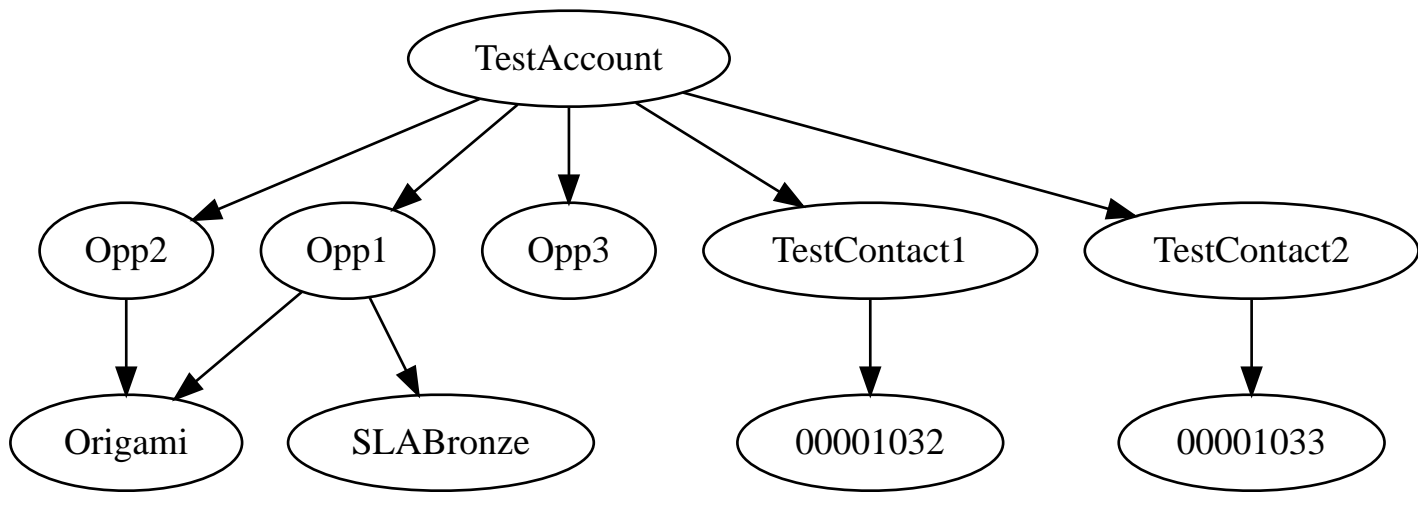 TestAccount
Opp2
Opp1
Opp3
TestContact1
TestContact2
Origami
SLABronze
00001032
00001033